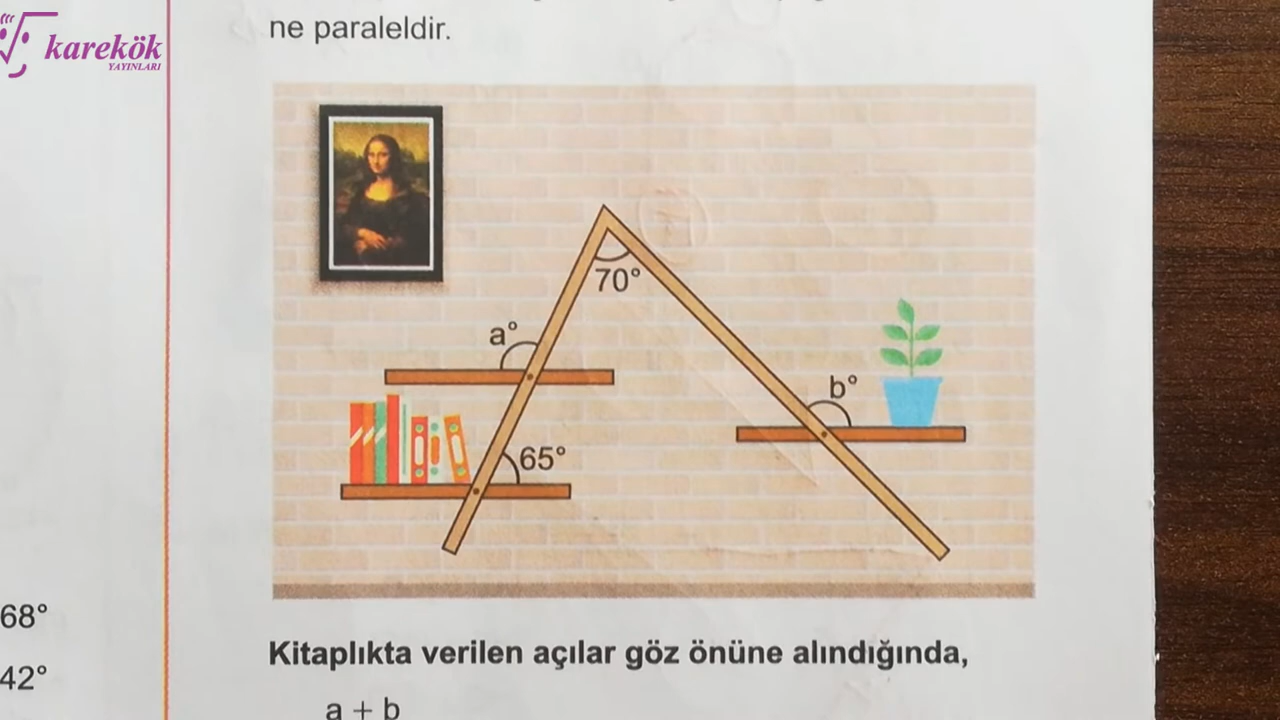 karekök
YAYINLARI
ne paraleldir.
70°
a°
b°
65°
68°
42°
Kitaplıkta verilen açılar göz önüne alındığında,
a + b